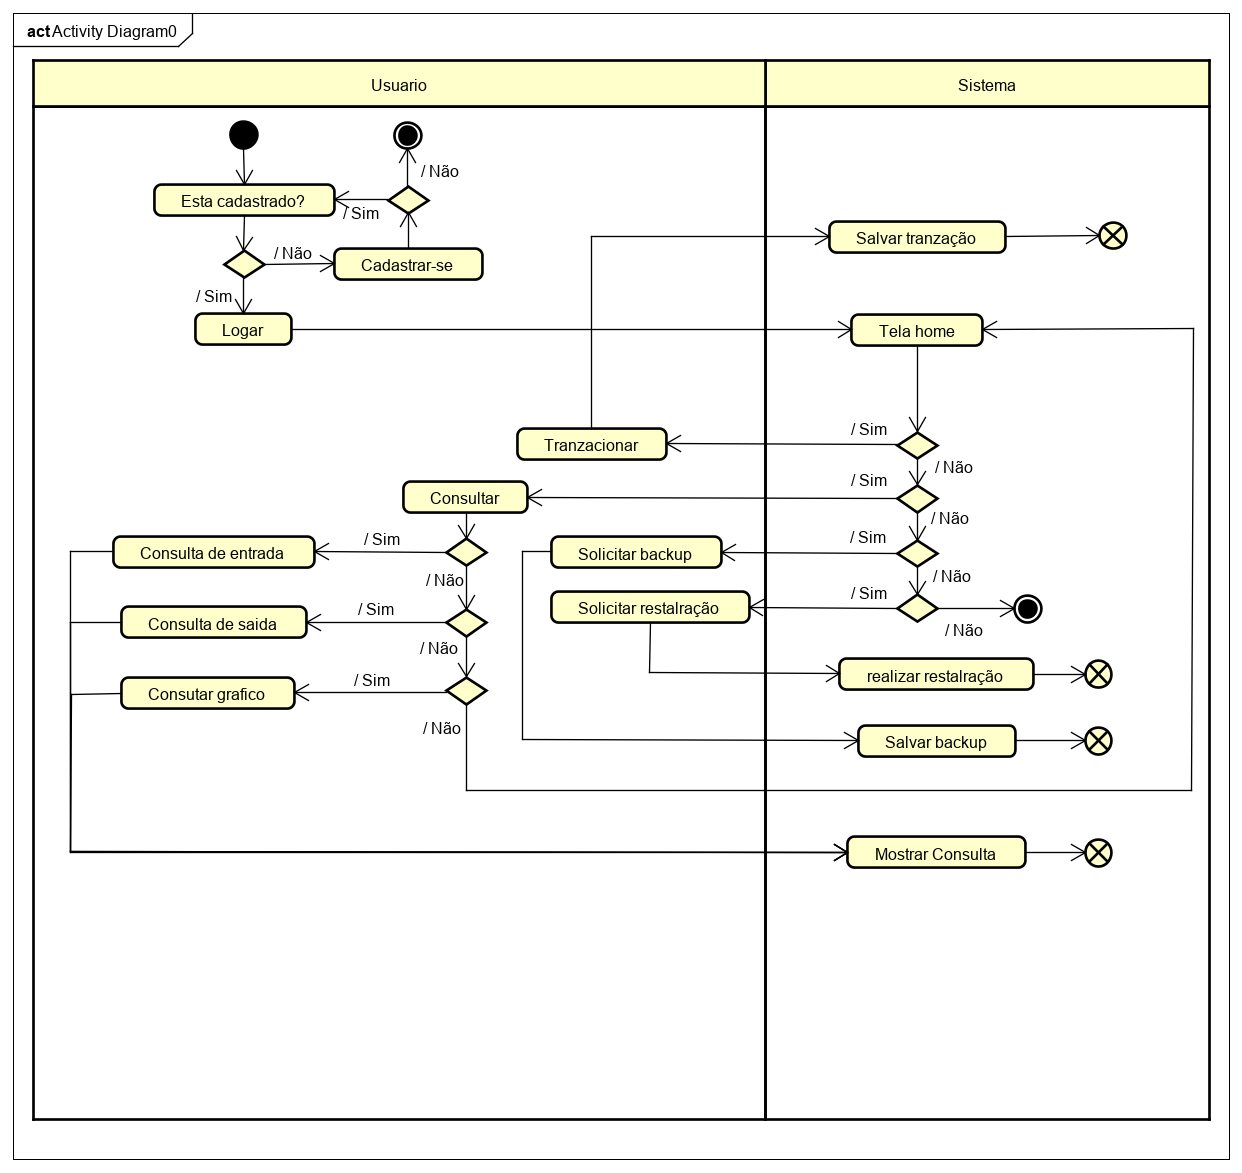 act Activity Diagram0
Usuario
Sistema
/ Não
Esta cadastrado?
/ Sim
Salvar tranzação
/ Não
Cadastrar-se
/ Sim
Logar
Tela home
/ Sim
Tranzacionar
/ Não
/ Sim
Consultar
/ Não
/ Sim
/ Sim
Consulta de entrada
Solicitar backup
/ Não
/ Não
/ Sim
Solicitar restalração
/ Sim
Consulta de saida
/ Não
/ Não
/ Sim
realizar restalração
Consutar grafico
/ Não
Salvar backup
Mostrar Consulta